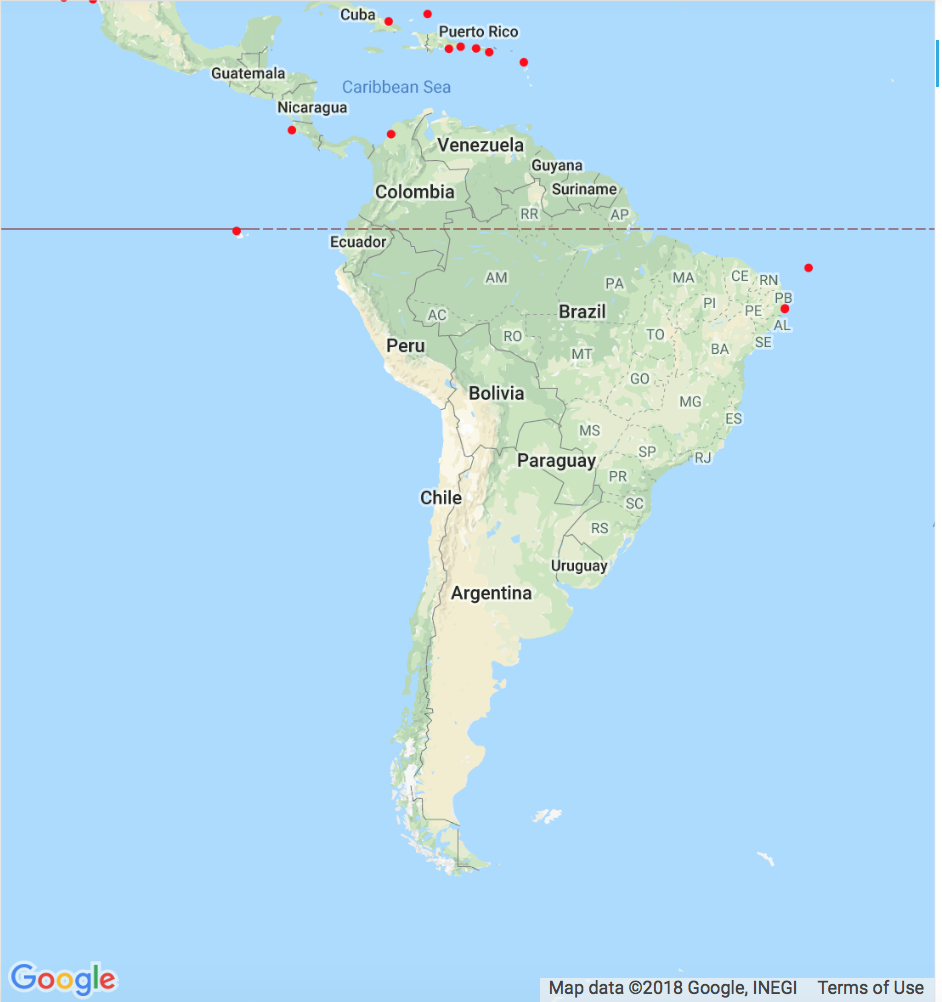 Cuba
Puerto Rico
Guatemala
Caribbean Sea
Nicaragua
Venezuela
Guyana
Colombia
Suriname
RR
AP
Ecuador
AM
PA
MA
CE
RN
PB
PI
PE
AC
Brazil
AL
RO
TO
SE
Peru
MT
BA
GO
Bolivia
MG
ES
MS
SP
RJ
Paraguay
PR
Chile
SC
RS
Uruguay
Argentina
Google
Map data ©2018 Google, INEGI Terms of Use